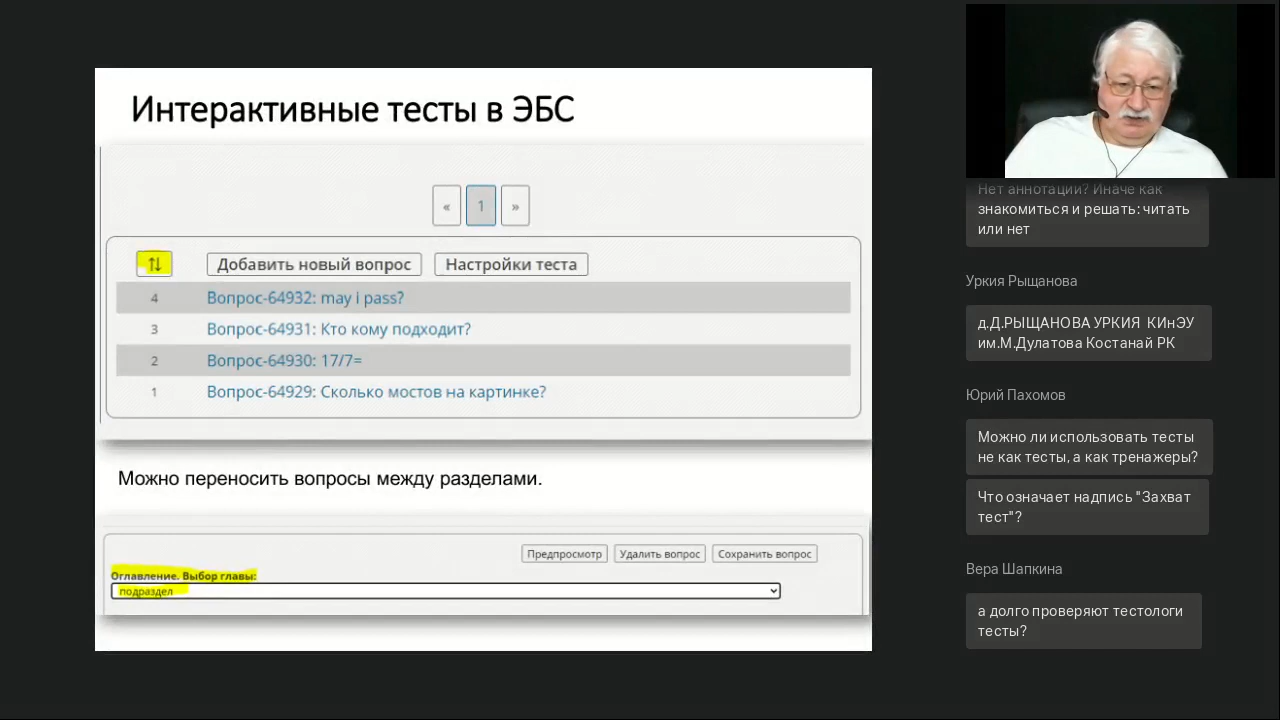 Интерактивные тесты в ЭБС
«
1
»
Добавить новый вопрос
Настройки теста
4 Вопрос-64932: may i pass?
3 Вопрос-64931: Кто кому подходит?
2 Вопрос-64930: 17/7=
1 Вопрос-64929: Сколько мостов на картинке?
Можно переносить вопросы между разделами.
Предпросмотр
Удалить вопрос
Сохранить вопрос
Оглавление. Выбор главы:
подраздел
Нет аннотации? Иначе как
знакомиться и решать: читать
или нет
Уркия Рыщанова
д.Д.РЫЩАНОВА УРКИЯ КИнЭУ
им.М.Дулатова Костанай РК
Юрий Пахомов
Можно ли использовать тесты
не как тесты, а как тренажеры?
Что означает надпись "Захват
тест"?
Вера Шапкина
а долго проверяют тестологи
тесты?